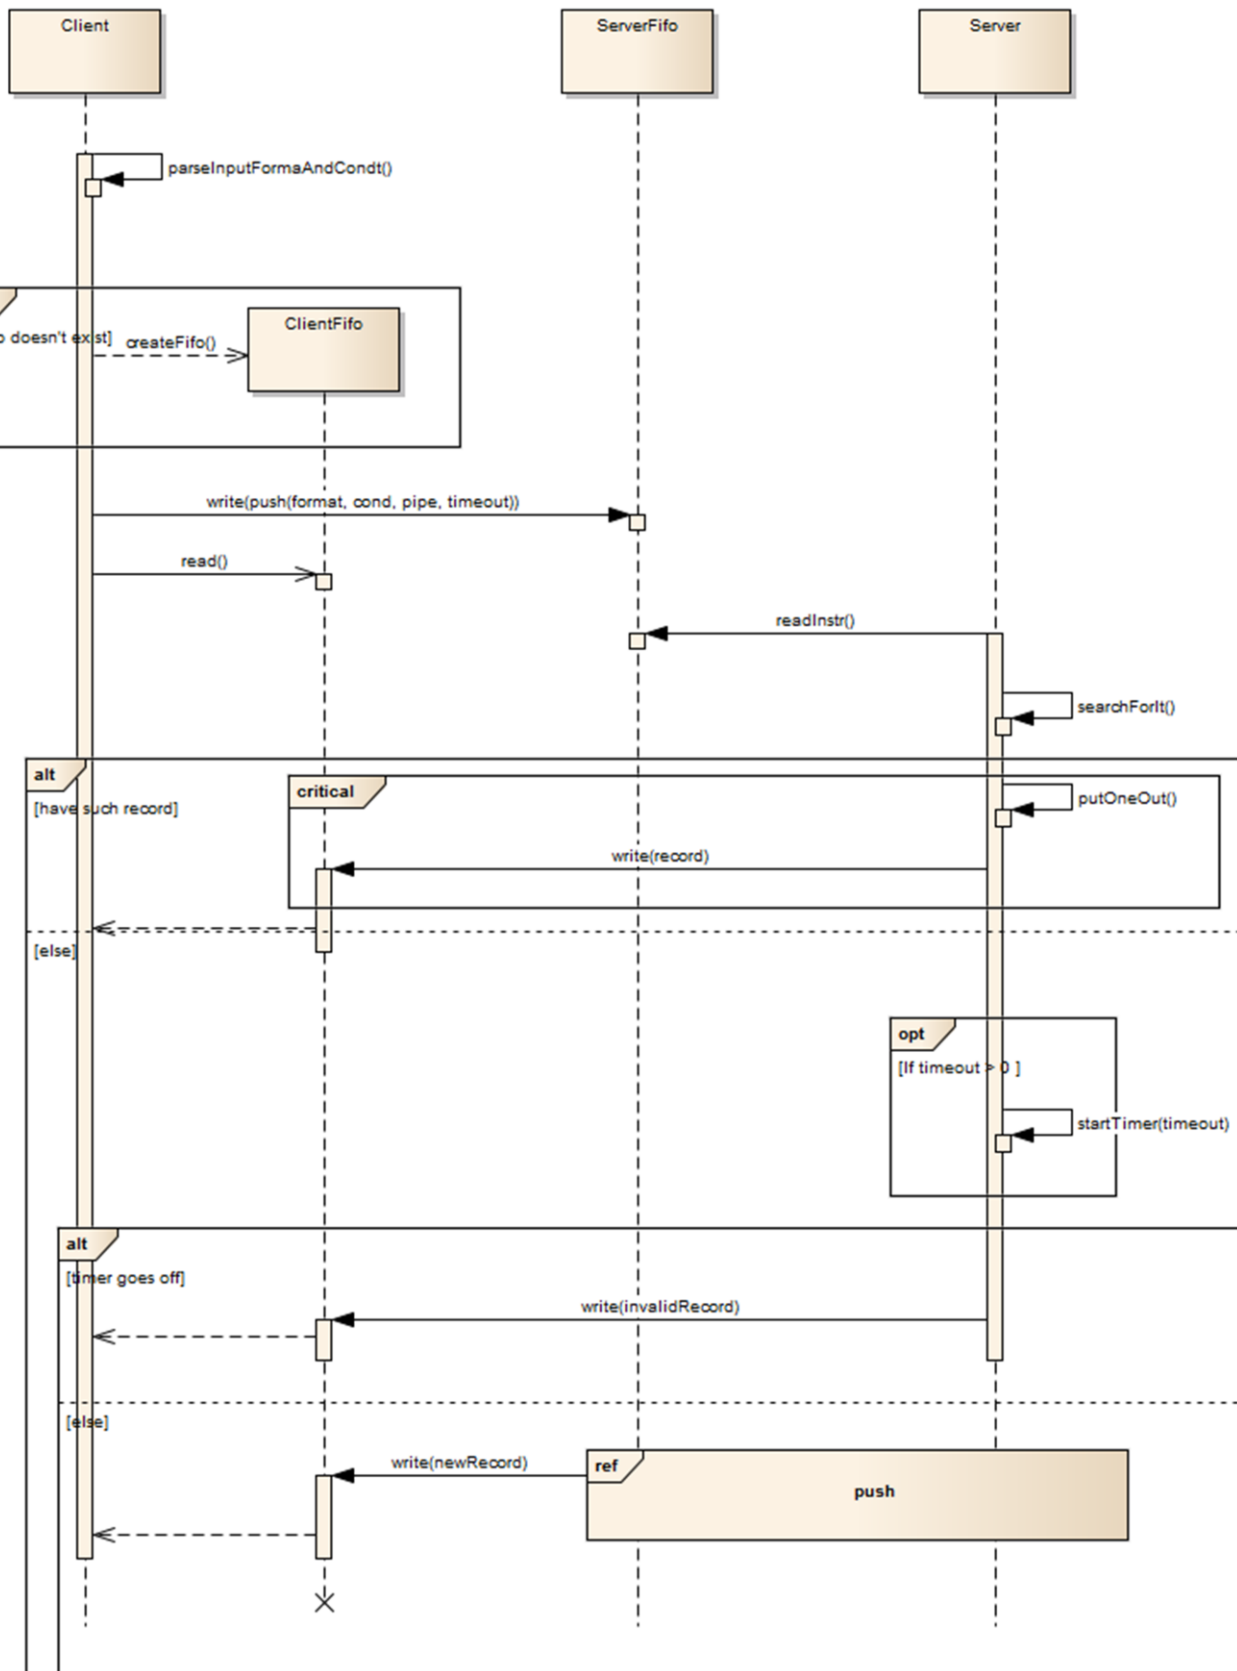 Client
ServerFifo
Server
parseInputFormaAndCondt()
ClientFifo
doesn't exist]
createFifo()
write(push(format, cond, pipe, timeout))
read()
readInstr()
searchForIt()
alt
[have such record]
critical
putOneOut()
write(record)
[else]
opt
[If timeout > 0 ]
startTimer(timeout)
alt
[timer goes off]
write(invalidRecord)
[else]
write(newRecord)
ref
push